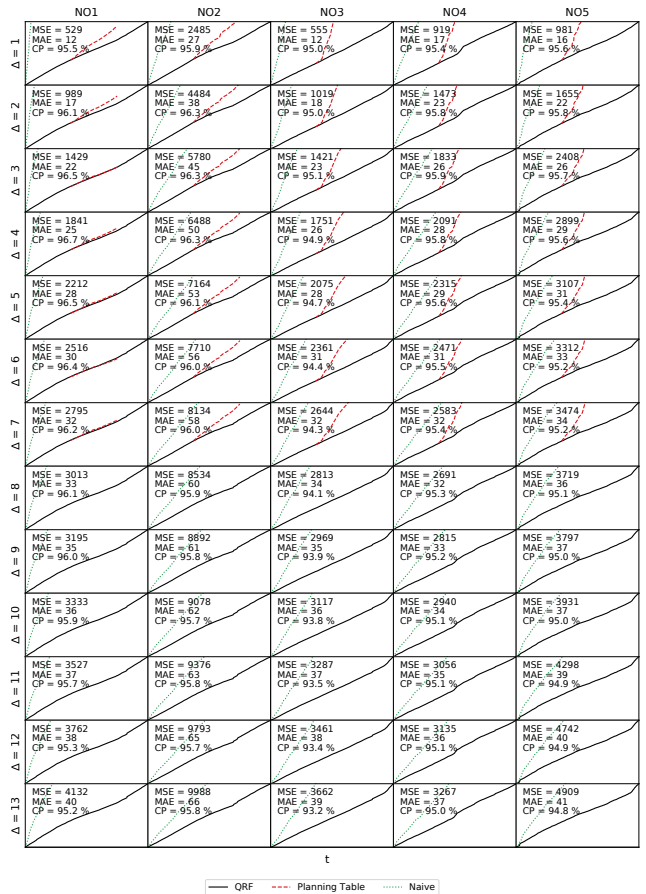 NO1 NO2 NO3 NO4 NO5
Δ = 1
MSE = 529
MAE = 12
CP = 95.5 %
MSE = 2485
MAE = 27
CP = 95.9 %
MSE = 555
MAE = 12
CP = 95.0 %
MSE = 919
MAE = 17
CP = 95.4 %
MSE = 981
MAE = 16
CP = 95.6 %
Δ = 2
MSE = 989
MAE = 17
CP = 96.1 %
MSE = 4484
MAE = 38
CP = 96.3 %
MSE = 1019
MAE = 18
CP = 95.0 %
MSE = 1473
MAE = 23
CP = 95.8 %
MSE = 1655
MAE = 22
CP = 95.8 %
Δ = 3
MSE = 1429
MAE = 22
CP = 96.5 %
MSE = 5780
MAE = 45
CP = 96.3 %
MSE = 1421
MAE = 23
CP = 95.1 %
MSE = 1833
MAE = 26
CP = 95.9 %
MSE = 2408
MAE = 26
CP = 95.7 %
Δ = 4
MSE = 1841
MAE = 25
CP = 96.7 %
MSE = 6488
MAE = 50
CP = 96.3 %
MSE = 1751
MAE = 26
CP = 94.9 %
MSE = 2091
MAE = 28
CP = 95.8 %
MSE = 2899
MAE = 29
CP = 95.6 %
Δ = 5
MSE = 2212
MAE = 28
CP = 96.5 %
MSE = 7164
MAE = 53
CP = 96.1 %
MSE = 2075
MAE = 28
CP = 94.7 %
MSE = 2315
MAE = 29
CP = 95.6 %
MSE = 3107
MAE = 31
CP = 95.4 %
Δ = 6
MSE = 2516
MAE = 30
CP = 96.4 %
MSE = 7710
MAE = 56
CP = 96.0 %
MSE = 2361
MAE = 31
CP = 94.4 %
MSE = 2471
MAE = 31
CP = 95.5 %
MSE = 3312
MAE = 33
CP = 95.2 %
Δ = 7
MSE = 2795
MAE = 32
CP = 96.2 %
MSE = 8134
MAE = 58
CP = 96.0 %
MSE = 2644
MAE = 32
CP = 94.3 %
MSE = 2583
MAE = 32
CP = 95.4 %
MSE = 3474
MAE = 34
CP = 95.2 %
Δ = 8
MSE = 3013
MAE = 33
CP = 96.1 %
MSE = 8534
MAE = 60
CP = 95.9 %
MSE = 2813
MAE = 34
CP = 94.1 %
MSE = 2691
MAE = 32
CP = 95.3 %
MSE = 3719
MAE = 36
CP = 95.1 %
Δ = 9
MSE = 3195
MAE = 35
CP = 96.0 %
MSE = 8892
MAE = 61
CP = 95.8 %
MSE = 2969
MAE = 35
CP = 93.9 %
MSE = 2815
MAE = 33
CP = 95.2 %
MSE = 3797
MAE = 37
CP = 95.0 %
Δ = 10
MSE = 3333
MAE = 36
CP = 95.9 %
MSE = 9078
MAE = 62
CP = 95.7 %
MSE = 3117
MAE = 36
CP = 93.8 %
MSE = 2940
MAE = 34
CP = 95.1 %
MSE = 3931
MAE = 37
CP = 95.0 %
Δ = 11
MSE = 3527
MAE = 37
CP = 95.7 %
MSE = 9376
MAE = 63
CP = 95.8 %
MSE = 3287
MAE = 37
CP = 93.5 %
MSE = 3056
MAE = 35
CP = 95.1 %
MSE = 4298
MAE = 39
CP = 94.9 %
Δ = 12
MSE = 3762
MAE = 38
CP = 95.3 %
MSE = 9793
MAE = 65
CP = 95.7 %
MSE = 3461
MAE = 38
CP = 93.4 %
MSE = 3135
MAE = 36
CP = 95.1 %
MSE = 4742
MAE = 40
CP = 94.9 %
Δ = 13
MSE = 4132
MAE = 40
CP = 95.2 %
MSE = 9988
MAE = 66
CP = 95.8 %
MSE = 3662
MAE = 39
CP = 93.2 %
MSE = 3267
MAE = 37
CP = 95.0 %
MSE = 4909
MAE = 41
CP = 94.8 %
t
QRF Planning Table Naive